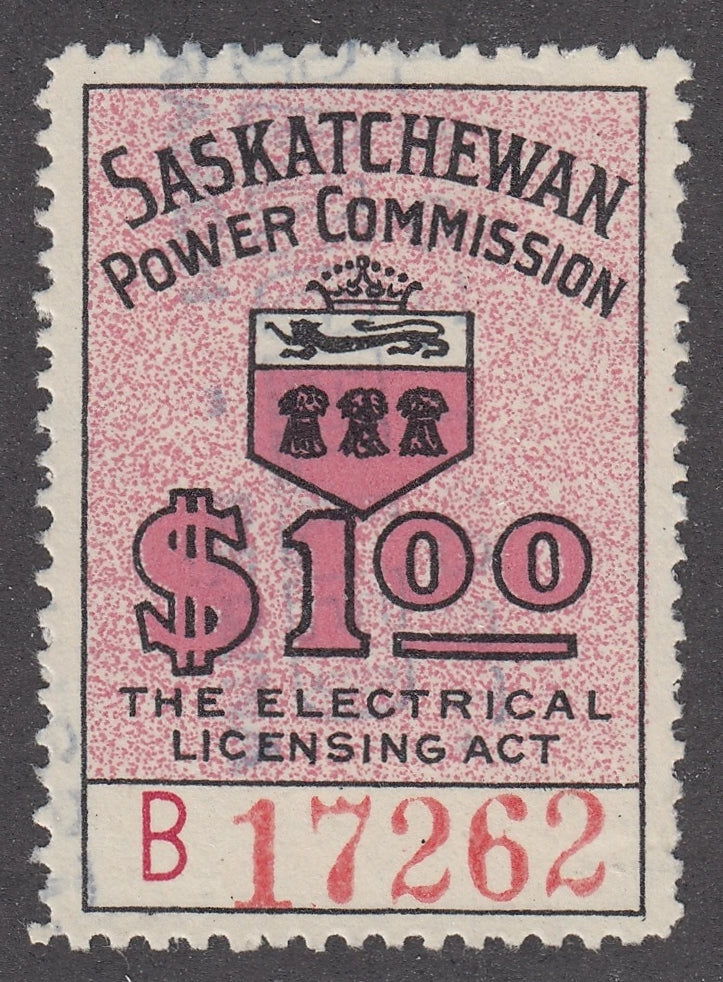 SASKATCHEWAN
POWER COMMISSION
$1.00
THE ELECTRICAL
LICENSING ACT
B 17262